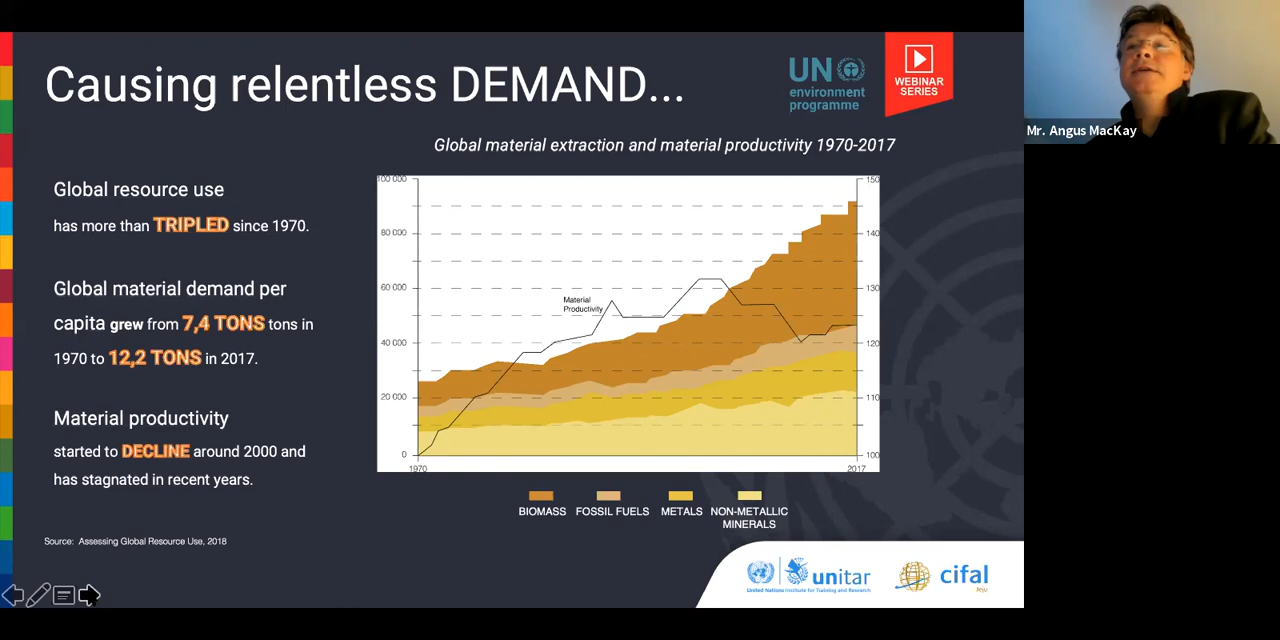 Causing relentless DEMAND...
UN
environment
programme
WEBINAR
SERIES
Mr. Angus MacKay
Global material extraction and material productivity 1970-2017
Global resource use
has more than TRIPLED since 1970.
Global material demand per
capita grew from 7,4 TONS tons in
1970 to 12,2 TONS in 2017.
Material productivity
started to DECLINE around 2000 and
has stagnated in recent years.
100 000
80 000
60 000
40 000
20 000
0
150
140
130
120
110
100
Material
Productivity
1970
2017
BIOMASS
FOSSIL FUELS
METALS
NON-METALLIC
MINERALS
Source: Assessing Global Resource Use, 2018
unitar
United Nations Institute for Training and Research
cifal
Jeju